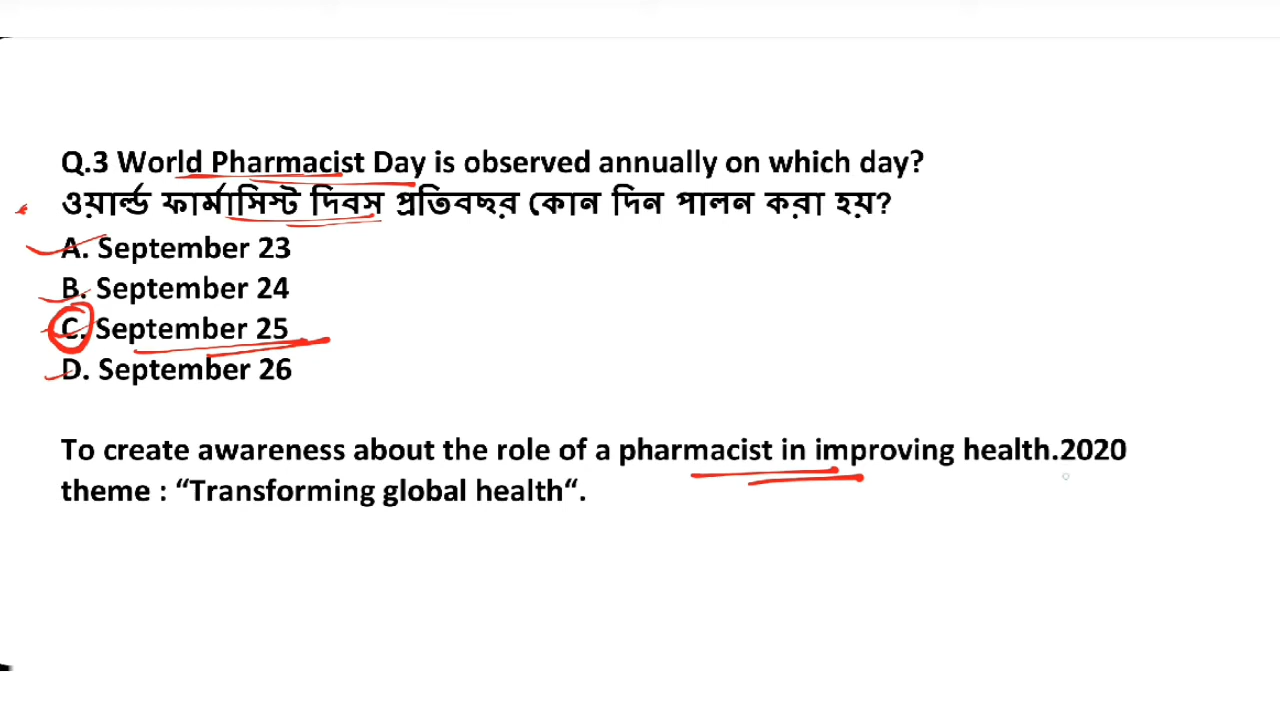 Q.3 World Pharmacist Day is observed annually on which day?
ওয়ার্ল্ড ফার্মাসিস্ট দিবস প্রতিবছর কোন দিন পালন করা হয়?
A. September 23
B. September 24
C. September 25
D. September 26
To create awareness about the role of a pharmacist in improving health.2020
theme : “Transforming global health“.